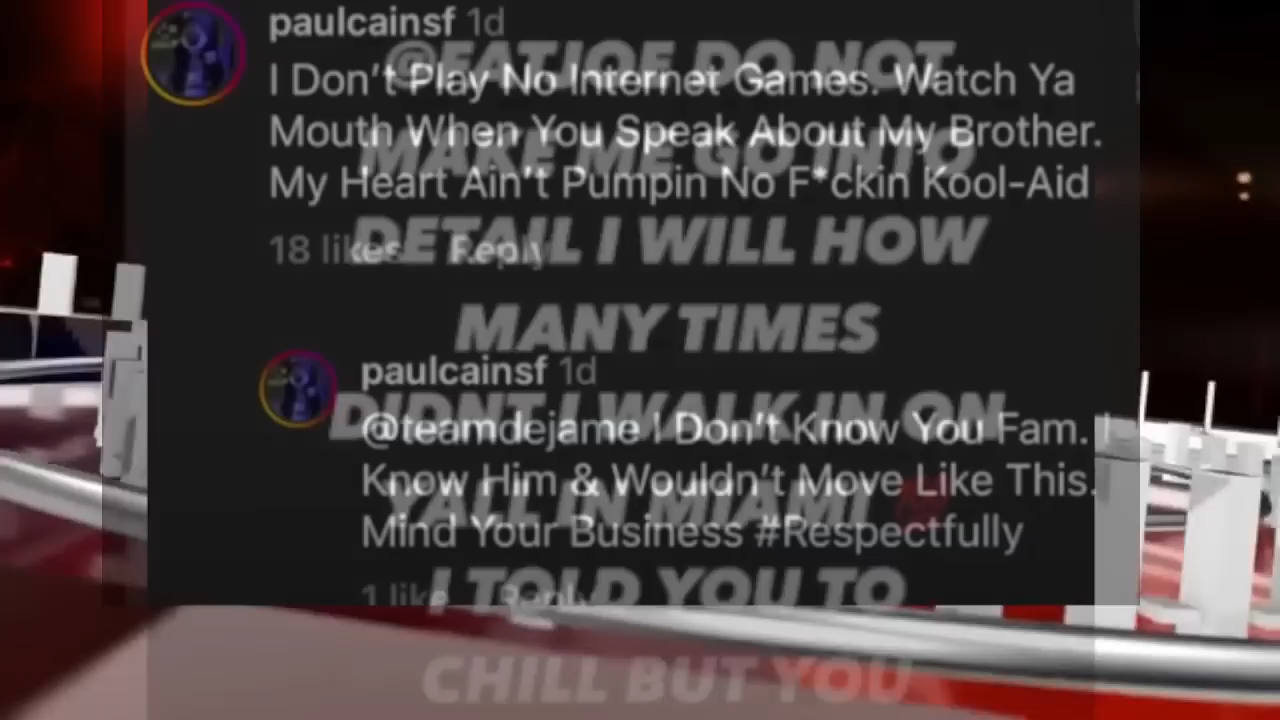 paulcainsf 1d
I Don't Play No Internet Games. Watch Ya
Mouth When You Speak About My Brother.
My Heart Ain't Pumpin No F*ckin Kool-Aid
18 likes Reply
paulcainsf 1d
@teamdejame I Don't Know You Fam. I
Know Him & Wouldn't Move Like This.
Mind Your Business #Respectfully
1 like Reply
@EATJOE DO NOT
MAKE ME GO INTO
DETAIL I WILL HOW
MANY TIMES
DIDNT I WALK IN ON
YALL IN MIAMI
I TOLD YOU TO
CHILL BUT YOU